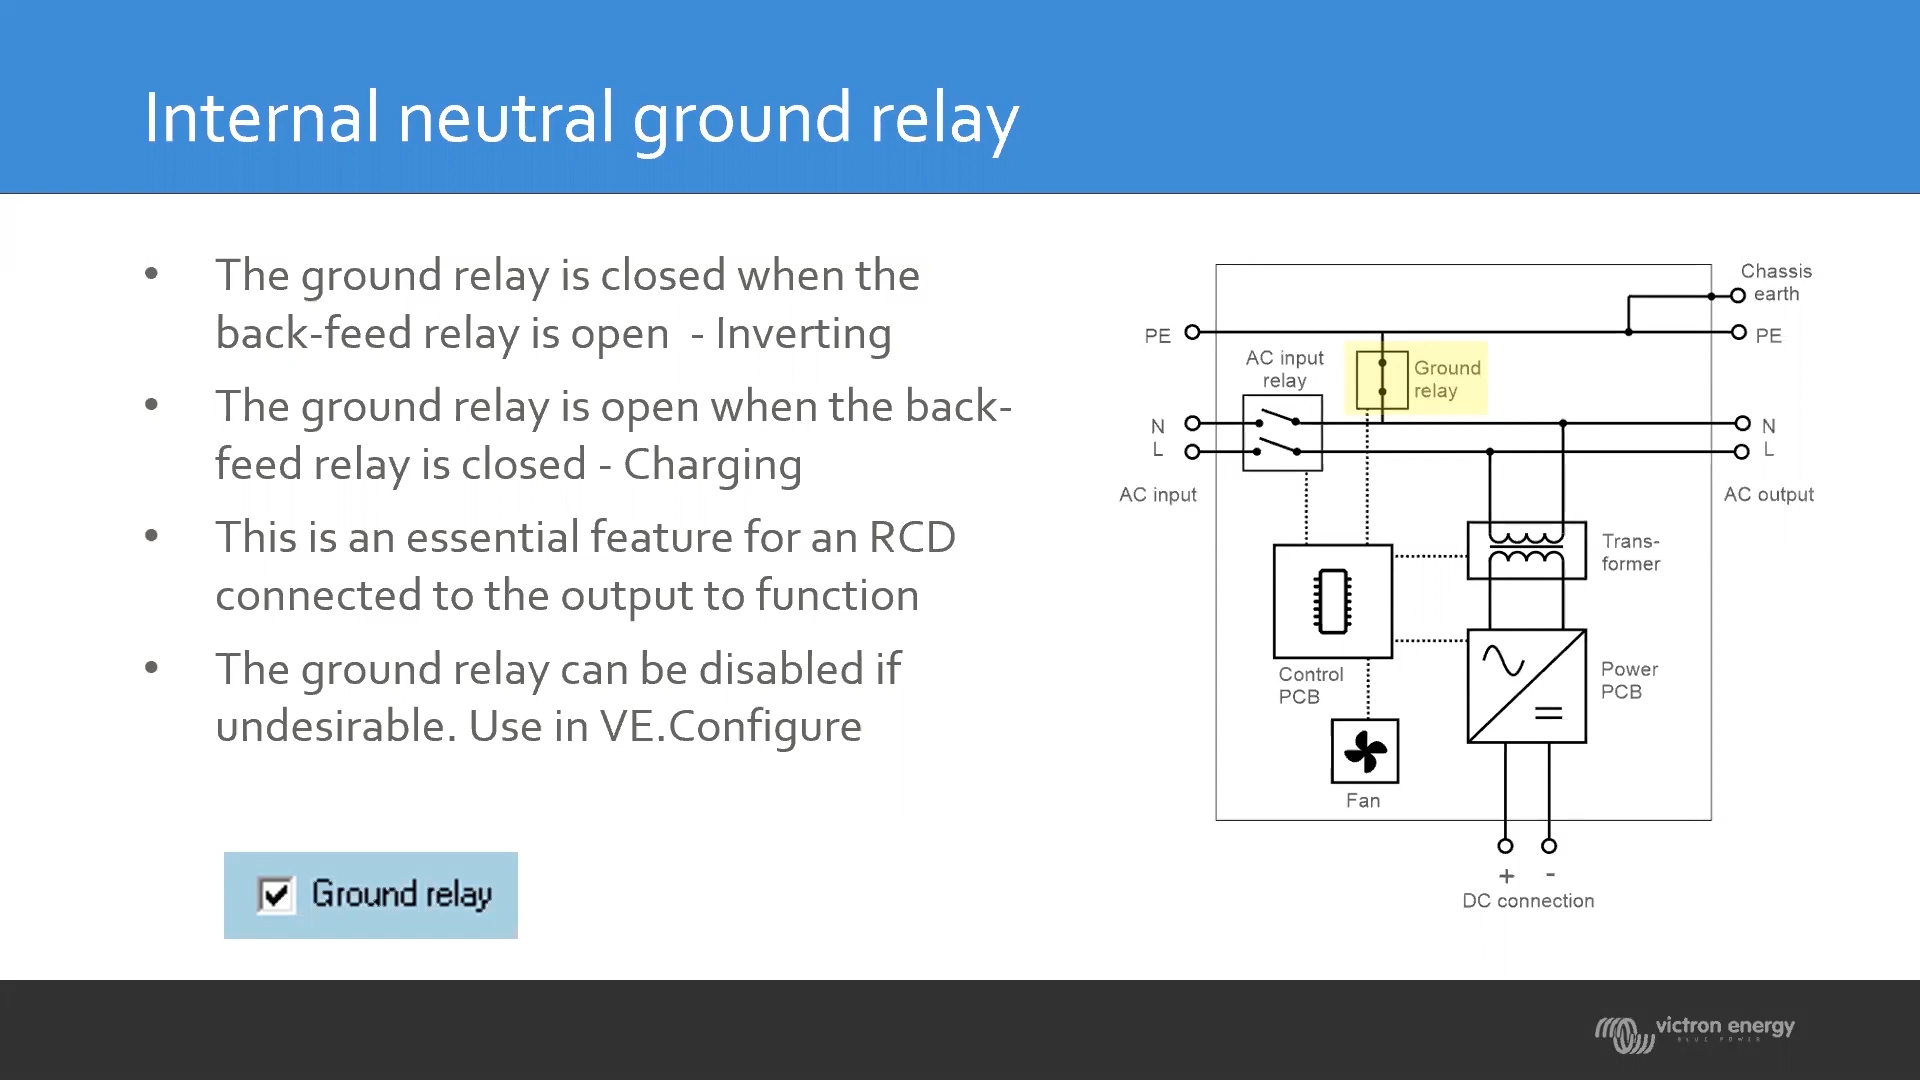 Internal neutral ground relay
• The ground relay is closed when the
back-feed relay is open - Inverting
• The ground relay is open when the back-
feed relay is closed - Charging
• This is an essential feature for an RCD
connected to the output to function
• The ground relay can be disabled if
undesirable. Use in VE.Configure
Ground relay
Chassis
earth
PE
PE
AC input
relay
Ground
relay
N
L
N
L
AC input
AC output
Trans-
former
Control
PCB
Power
PCB
Fan
+ -
DC connection
victron energy
BLUE POWER